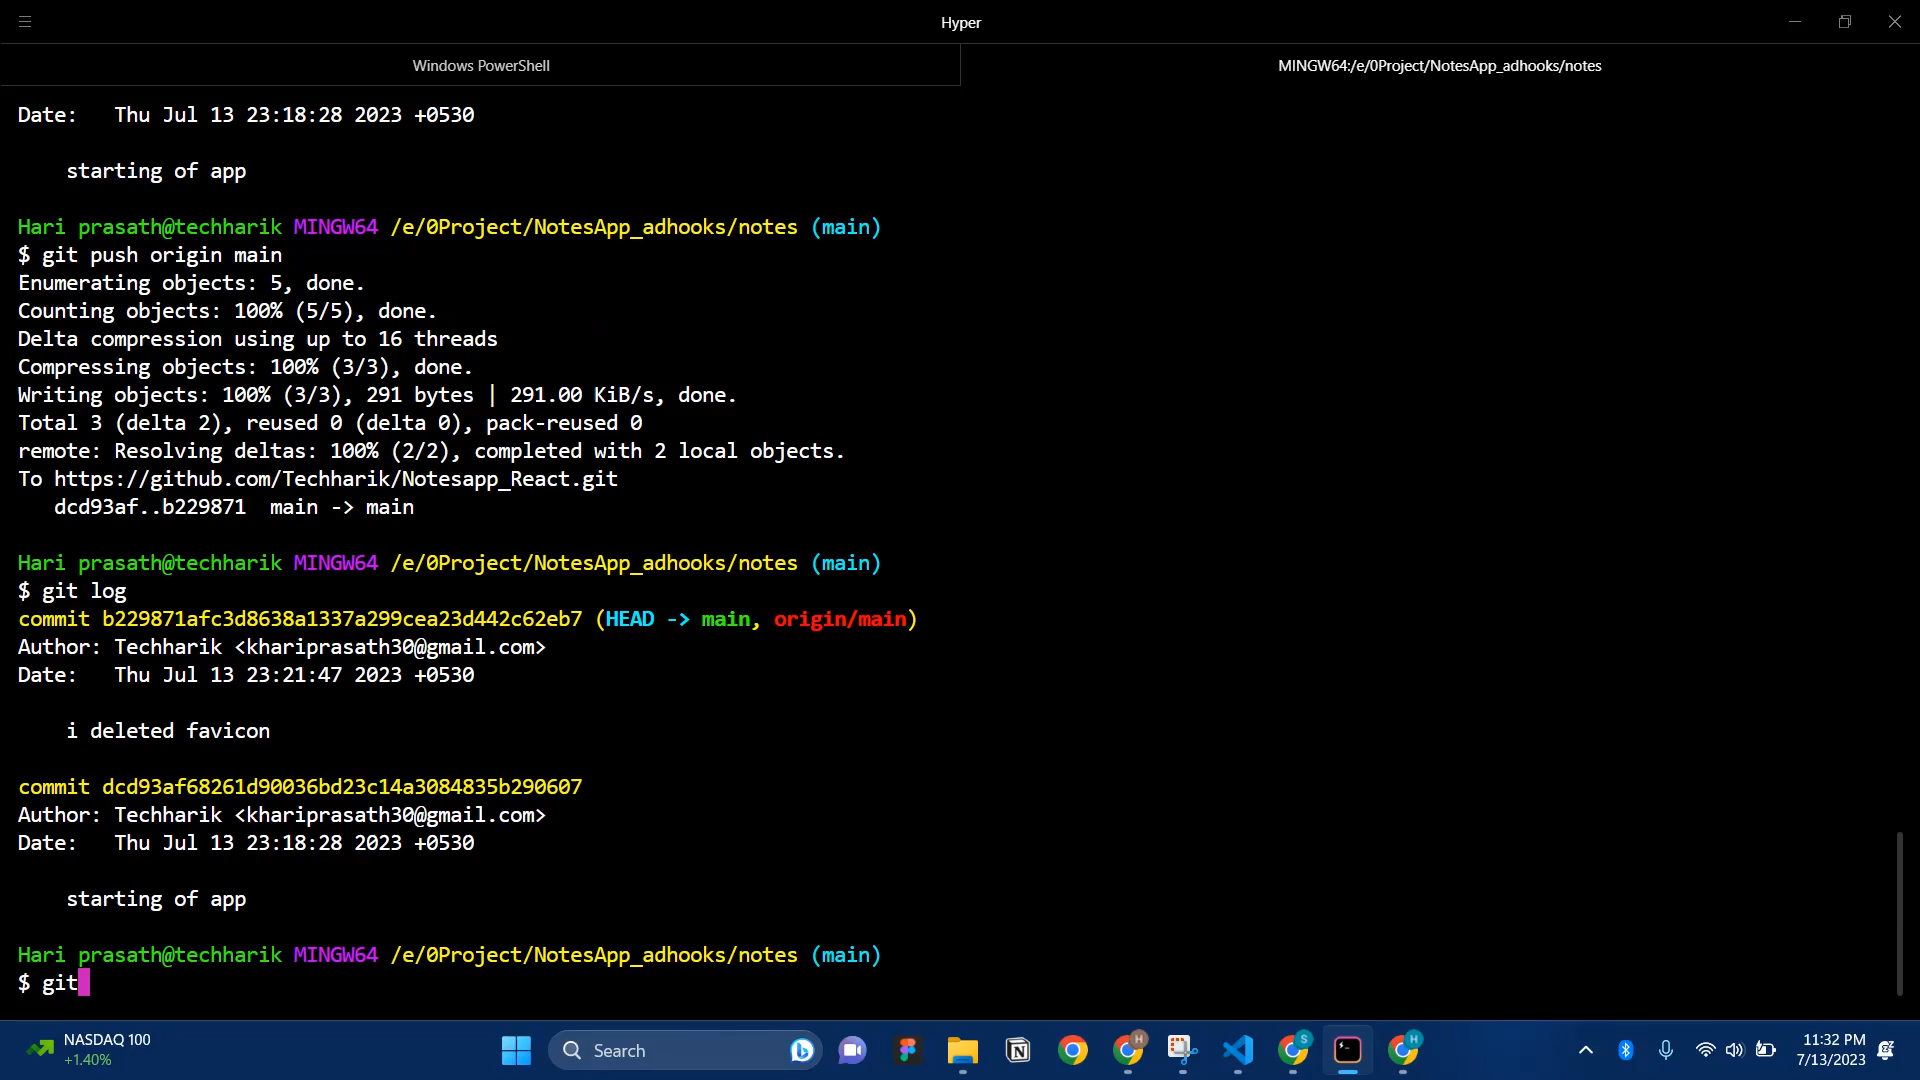 Hyper
Windows PowerShell
MINGW64:/e/0Project/NotesApp_adhooks/notes
Date:   Thu Jul 13 23:18:28 2023 +0530
starting of app
Hari prasath@techharik MINGW64 /e/0Project/NotesApp_adhooks/notes (main)
$ git push origin main
Enumerating objects: 5, done.
Counting objects: 100% (5/5), done.
Delta compression using up to 16 threads
Compressing objects: 100% (3/3), done.
Writing objects: 100% (3/3), 291 bytes | 291.00 KiB/s, done.
Total 3 (delta 2), reused 0 (delta 0), pack-reused 0
remote: Resolving deltas: 100% (2/2), completed with 2 local objects.
To https://github.com/Techharik/Notesapp_React.git
   dcd93af..b229871  main -> main
Hari prasath@techharik MINGW64 /e/0Project/NotesApp_adhooks/notes (main)
$ git log
commit b229871afc3d8638a1337a299cea23d442c62eb7 (HEAD -> main, origin/main)
Author: Techharik <khariprasath30@gmail.com>
Date:   Thu Jul 13 23:21:47 2023 +0530
i deleted favicon
commit dcd93af68261d90036bd23c14a3084835b290607
Author: Techharik <khariprasath30@gmail.com>
Date:   Thu Jul 13 23:18:28 2023 +0530
starting of app
Hari prasath@techharik MINGW64 /e/0Project/NotesApp_adhooks/notes (main)
$ git
NASDAQ 100
+1.40%
Search
11:32 PM
7/13/2023